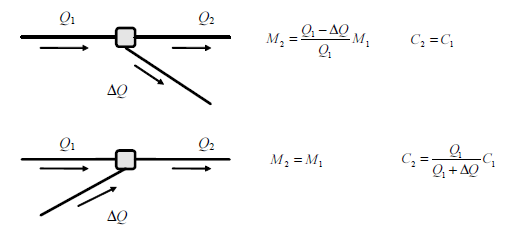 Q₁ Q₂
M₂ = (Q₁ − ΔQ)/Q₁ M₁ C₂ = C₁
ΔQ
Q₁ Q₂
M₂ = M₁ C₂ = Q₁/(Q₁ + ΔQ) C₁
ΔQ